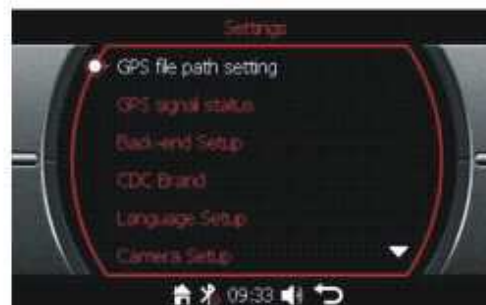 Settings
GPS file path setting
GPS signal status
Back-end Setup
CDC Brand
Language Setup
Camera Setup
09:33